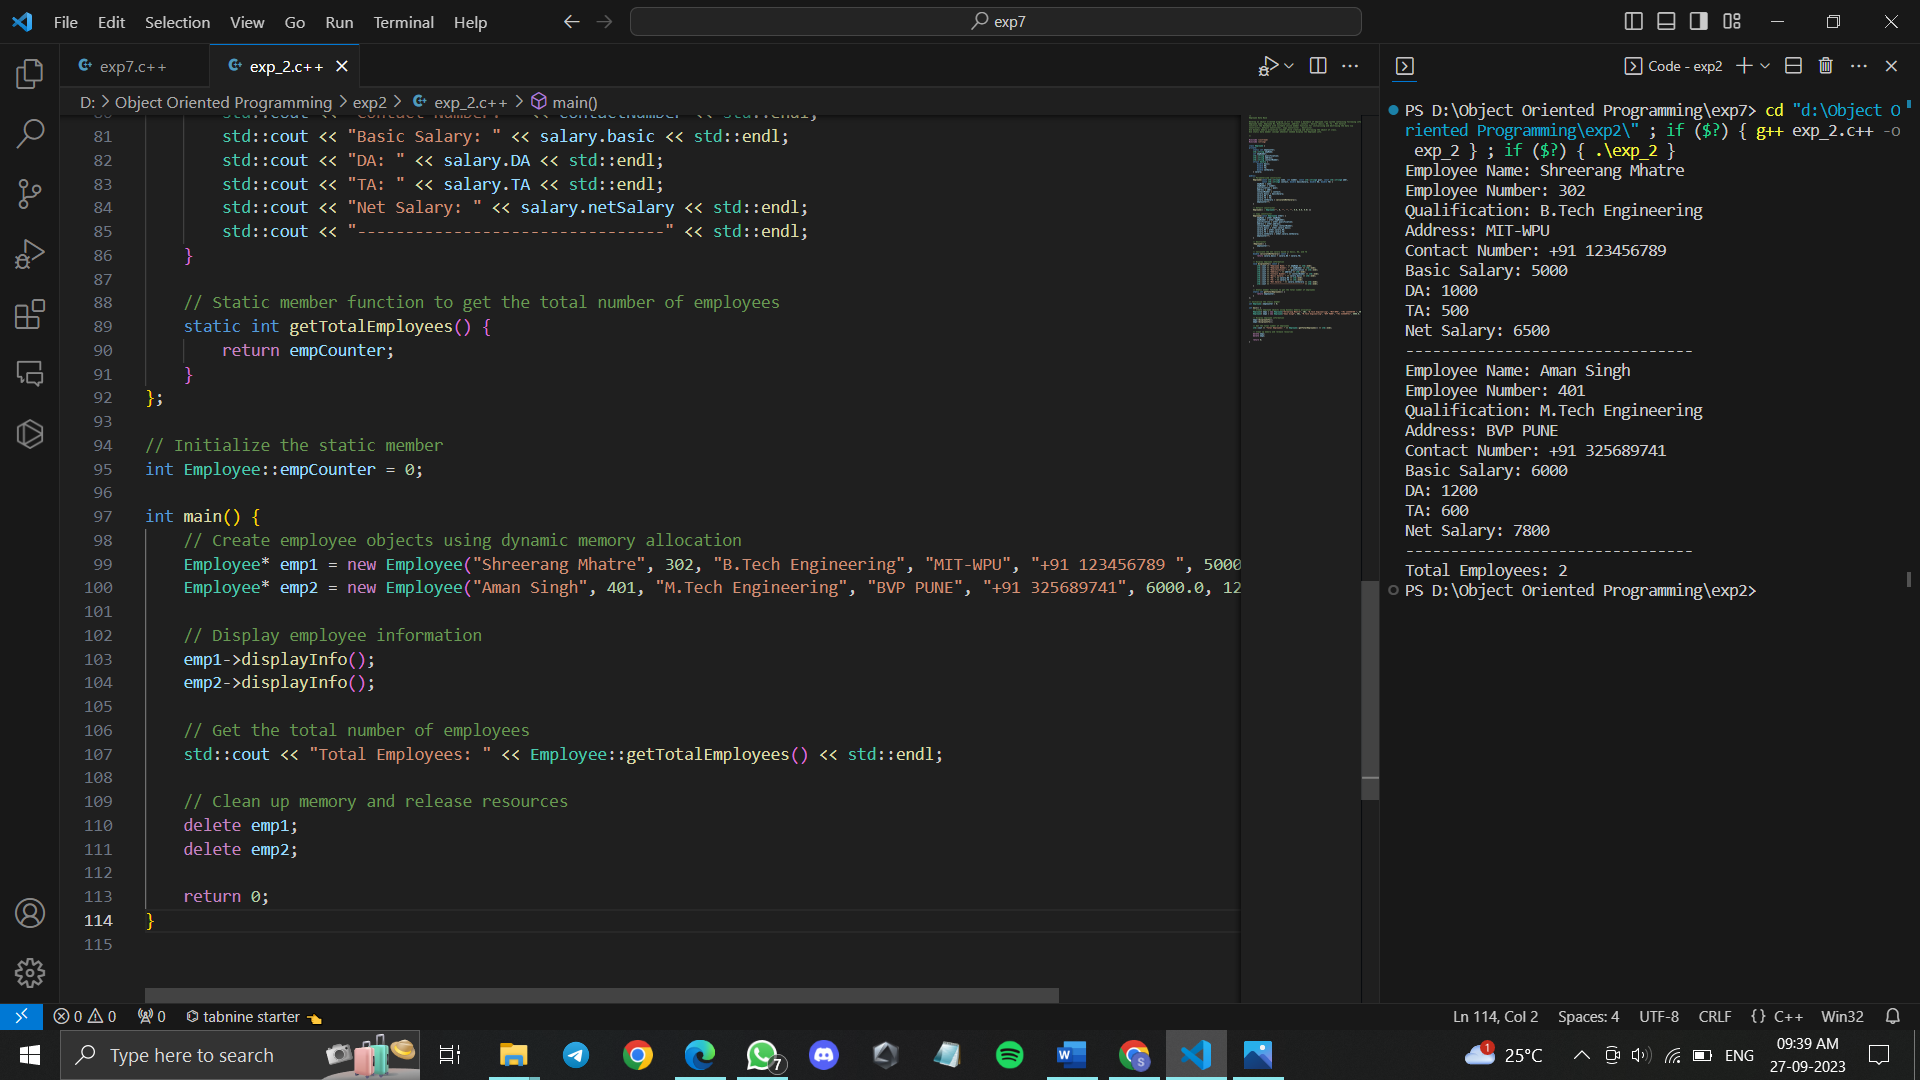 File Edit Selection View Go Run Terminal Help
exp7
exp7.c++
exp_2.c++
D: > Object Oriented Programming > exp2 > exp_2.c++ > main()
81 std::cout << "Basic Salary: " << salary.basic << std::endl;
82 std::cout << "DA: " << salary.DA << std::endl;
83 std::cout << "TA: " << salary.TA << std::endl;
84 std::cout << "Net Salary: " << salary.netSalary << std::endl;
85 std::cout << "--------------------------------" << std::endl;
86 }
87
88 // Static member function to get the total number of employees
89 static int getTotalEmployees() {
90 return empCounter;
91 }
92 };
93
94 // Initialize the static member
95 int Employee::empCounter = 0;
96
97 int main() {
98 // Create employee objects using dynamic memory allocation
99 Employee* emp1 = new Employee("Shreerang Mhatre", 302, "B.Tech Engineering", "MIT-WPU", "+91 123456789 ", 5000
100 Employee* emp2 = new Employee("Aman Singh", 401, "M.Tech Engineering", "BVP PUNE", "+91 325689741", 6000.0, 12
101
102 // Display employee information
103 emp1->displayInfo();
104 emp2->displayInfo();
105
106 // Get the total number of employees
107 std::cout << "Total Employees: " << Employee::getTotalEmployees() << std::endl;
108
109 // Clean up memory and release resources
110 delete emp1;
111 delete emp2;
112
113 return 0;
114 }
115
Code - exp2
PS D:\Object Oriented Programming\exp7> cd "d:\Object O
riented Programming\exp2\" ; if ($?) { g++ exp_2.c++ -o
exp_2 } ; if ($?) { .\exp_2 }
Employee Name: Shreerang Mhatre
Employee Number: 302
Qualification: B.Tech Engineering
Address: MIT-WPU
Contact Number: +91 123456789
Basic Salary: 5000
DA: 1000
TA: 500
Net Salary: 6500
--------------------------------
Employee Name: Aman Singh
Employee Number: 401
Qualification: M.Tech Engineering
Address: BVP PUNE
Contact Number: +91 325689741
Basic Salary: 6000
DA: 1200
TA: 600
Net Salary: 7800
--------------------------------
Total Employees: 2
PS D:\Object Oriented Programming\exp2>
0 0 0 tabnine starter
Ln 114, Col 2 Spaces: 4 UTF-8 CRLF {} C++ Win32
Type here to search
7
1
25°C
ENG
09:39 AM
27-09-2023